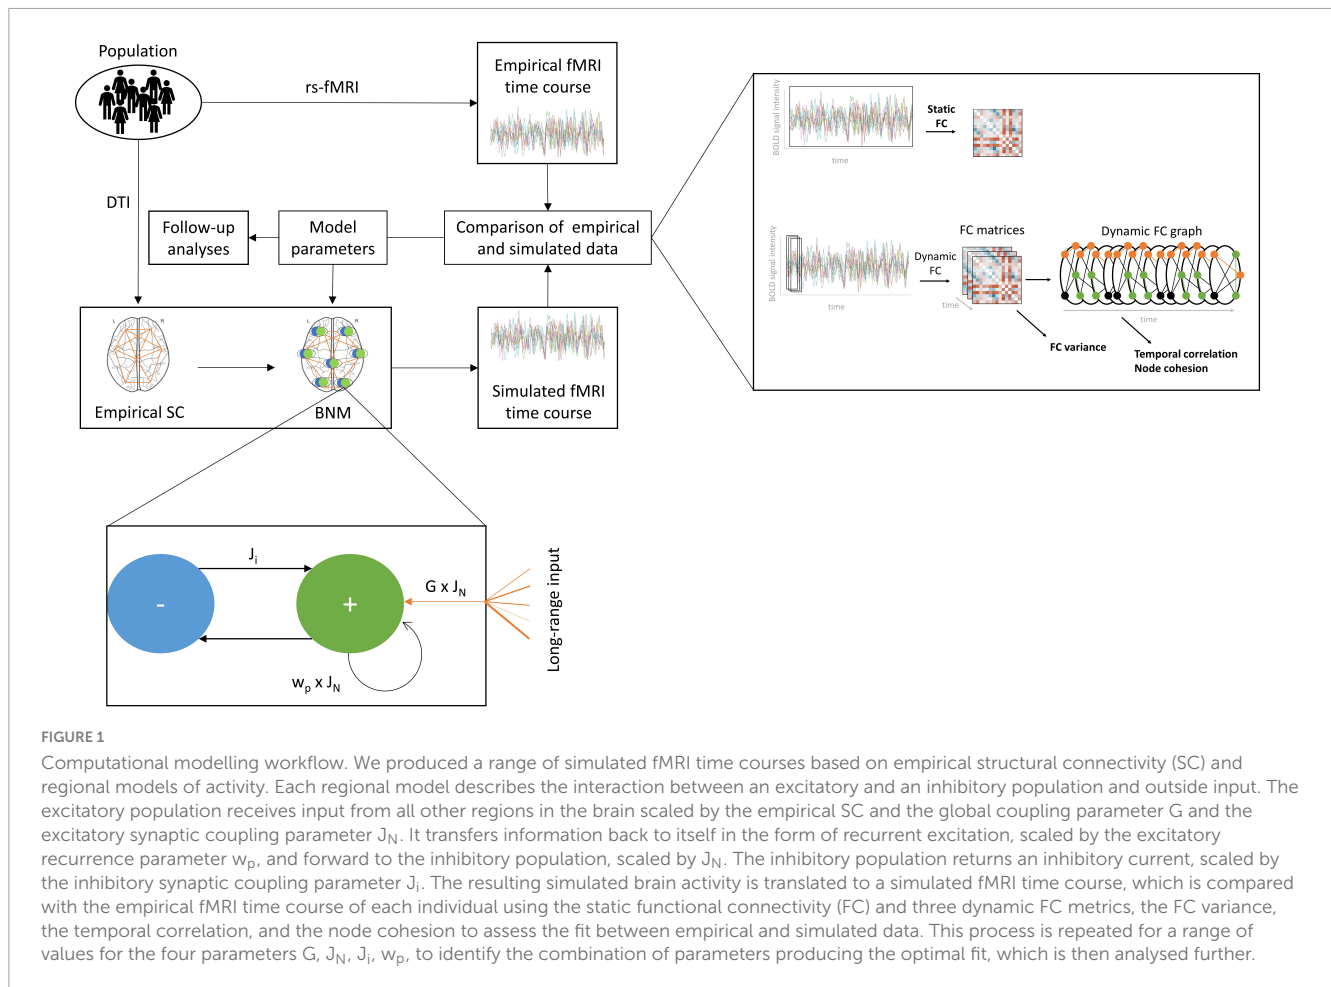 Population
rs-fMRI
Empirical fMRI
time course
DTI
Follow-up
analyses
Model
parameters
Comparison of empirical
and simulated data
L R
Empirical SC
L R
BNM
Simulated fMRI
time course
BOLD signal intensity
time
Static
FC
BOLD signal intensity
time
Dynamic
FC
FC matrices
time
Dynamic FC graph
time
FC variance
Temporal correlation
Node cohesion
-
Jᵢ
+
G x J_N
w_p x J_N
Long-range input
FIGURE 1
Computational modelling workflow. We produced a range of simulated fMRI time courses based on empirical structural connectivity (SC) and
regional models of activity. Each regional model describes the interaction between an excitatory and an inhibitory population and outside input. The
excitatory population receives input from all other regions in the brain scaled by the empirical SC and the global coupling parameter G and the
excitatory synaptic coupling parameter J_N. It transfers information back to itself in the form of recurrent excitation, scaled by the excitatory
recurrence parameter w_p, and forward to the inhibitory population, scaled by J_N. The inhibitory population returns an inhibitory current, scaled by
the inhibitory synaptic coupling parameter Jᵢ. The resulting simulated brain activity is translated to a simulated fMRI time course, which is compared
with the empirical fMRI time course of each individual using the static functional connectivity (FC) and three dynamic FC metrics, the FC variance,
the temporal correlation, and the node cohesion to assess the fit between empirical and simulated data. This process is repeated for a range of
values for the four parameters G, J_N, Jᵢ, w_p, to identify the combination of parameters producing the optimal fit, which is then analysed further.